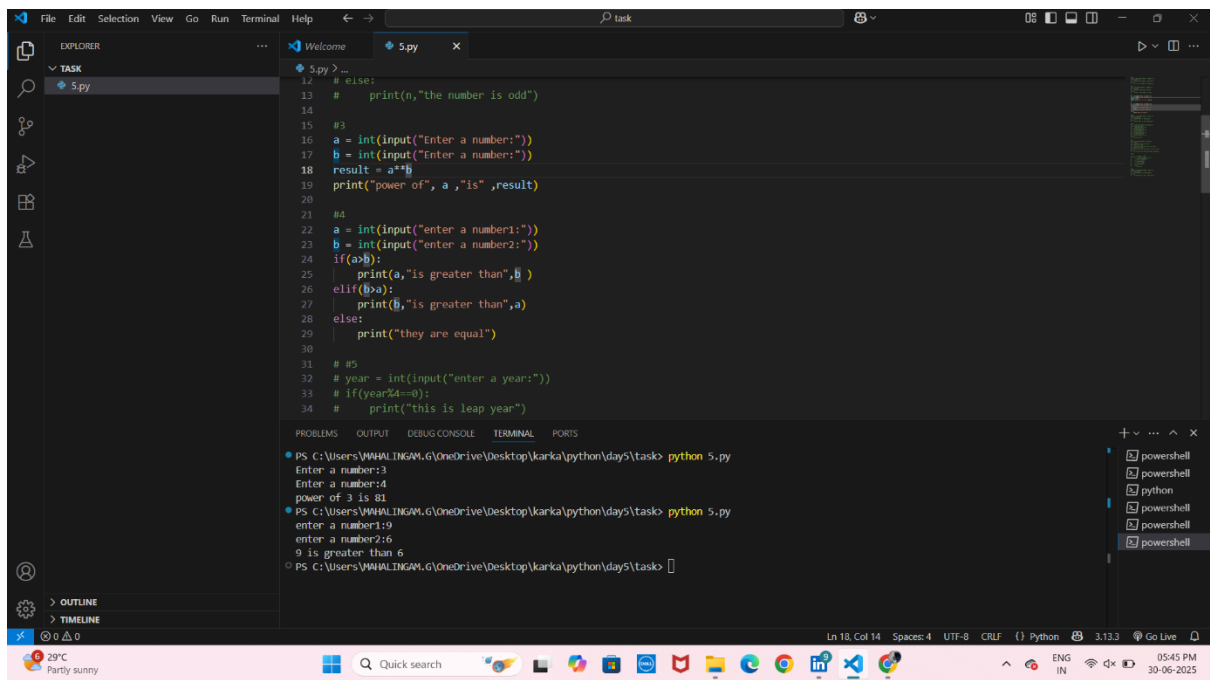 File Edit Selection View Go Run Terminal Help
task
EXPLORER
Welcome
5.py
TASK
5.py
5.py > ...
12 # else:
13 #     print(n,"the number is odd")
14
15 #3
16 a = int(input("Enter a number:"))
17 b = int(input("Enter a number:"))
18 result = a**b
19 print("power of", a ,"is" ,result)
20
21 #4
22 a = int(input("enter a number1:"))
23 b = int(input("enter a number2:"))
24 if(a>b):
25     print(a,"is greater than",b )
26 elif(b>a):
27     print(b,"is greater than",a)
28 else:
29     print("they are equal")
30
31 # #5
32 # year = int(input("enter a year:"))
33 # if(year%4==0):
34 #     print("this is leap year")
PROBLEMS OUTPUT DEBUG CONSOLE TERMINAL PORTS
PS C:\Users\MAHALINGAM.G\OneDrive\Desktop\karka\python\day5\task> python 5.py
Enter a number:3
Enter a number:4
power of 3 is 81
PS C:\Users\MAHALINGAM.G\OneDrive\Desktop\karka\python\day5\task> python 5.py
enter a number1:9
enter a number2:6
9 is greater than 6
PS C:\Users\MAHALINGAM.G\OneDrive\Desktop\karka\python\day5\task>
powershell
powershell
python
powershell
powershell
powershell
OUTLINE
TIMELINE
0 0
Ln 18, Col 14 Spaces: 4 UTF-8 CRLF {} Python 3.13.3 Go Live
6
29°C
Partly sunny
Quick search
DELL
9
ENG
IN
05:45 PM
30-06-2025